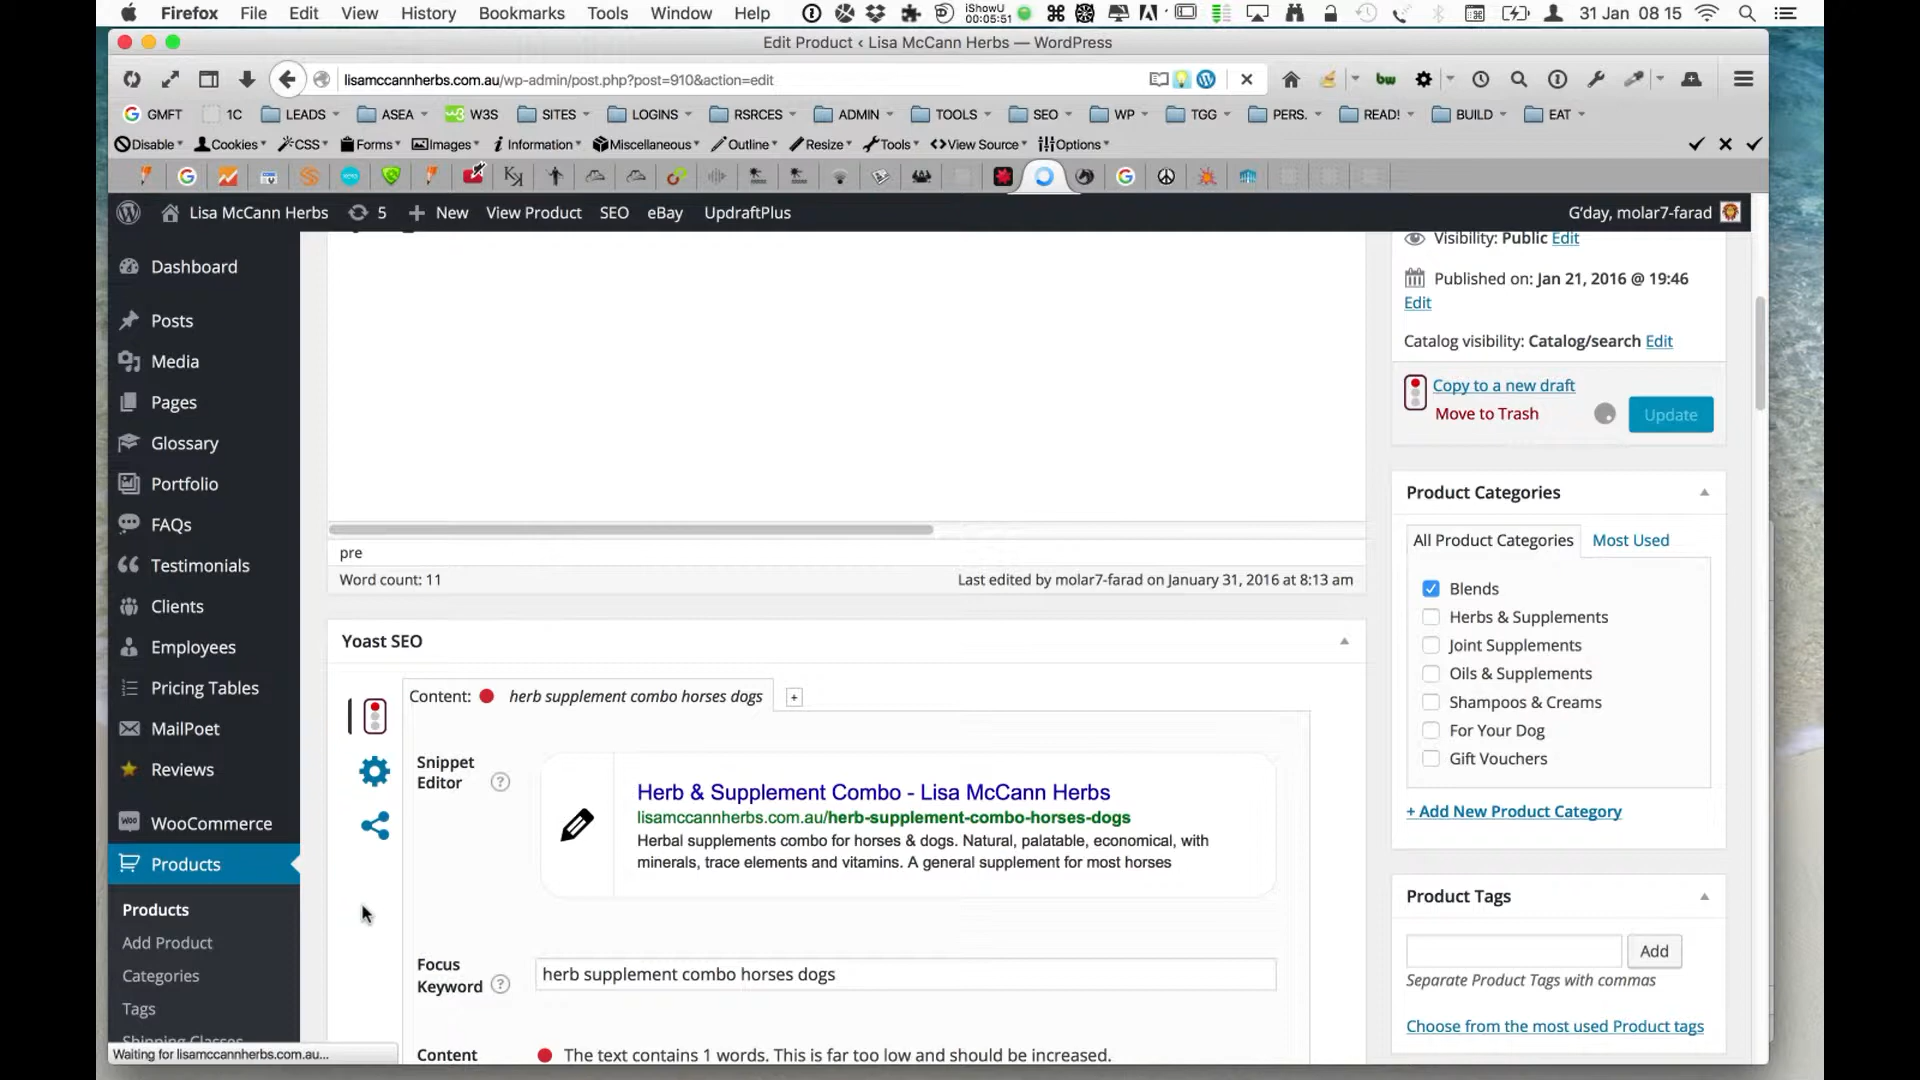 Firefox File Edit View History Bookmarks Tools Window Help iShowU 00:05:51 31 Jan 08 15
Edit Product ‹ Lisa McCann Herbs — WordPress
lisamccannherbs.com.au/wp-admin/post.php?post=910&action=edit bw
GMFT 1C LEADS ASEA W3S SITES LOGINS RSRCES ADMIN TOOLS SEO WP TGG PERS. READ! BUILD EAT
Disable Cookies CSS Forms Images Information Miscellaneous Outline Resize Tools View Source Options
Lisa McCann Herbs 5 New View Product SEO eBay UpdraftPlus G'day, molar7-farad
Dashboard
Posts
Media
Pages
Glossary
Portfolio
FAQs
Testimonials
Clients
Employees
Pricing Tables
MailPoet
Reviews
WooCommerce
Products
Products
Add Product
Categories
Tags
Shipping Classes
Waiting for lisamccannherbs.com.au...
pre
Word count: 11 Last edited by molar7-farad on January 31, 2016 at 8:13 am
Yoast SEO
Content: herb supplement combo horses dogs +
Snippet Editor ?
Herb & Supplement Combo - Lisa McCann Herbs
lisamccannherbs.com.au/herb-supplement-combo-horses-dogs
Herbal supplements combo for horses & dogs. Natural, palatable, economical, with
minerals, trace elements and vitamins. A general supplement for most horses
Focus Keyword ?
herb supplement combo horses dogs
Content The text contains 1 words. This is far too low and should be increased.
Visibility: Public Edit
Published on: Jan 21, 2016 @ 19:46
Edit
Catalog visibility: Catalog/search Edit
Copy to a new draft
Move to Trash Update
Product Categories
All Product Categories Most Used
Blends
Herbs & Supplements
Joint Supplements
Oils & Supplements
Shampoos & Creams
For Your Dog
Gift Vouchers
+ Add New Product Category
Product Tags
Add
Separate Product Tags with commas
Choose from the most used Product tags